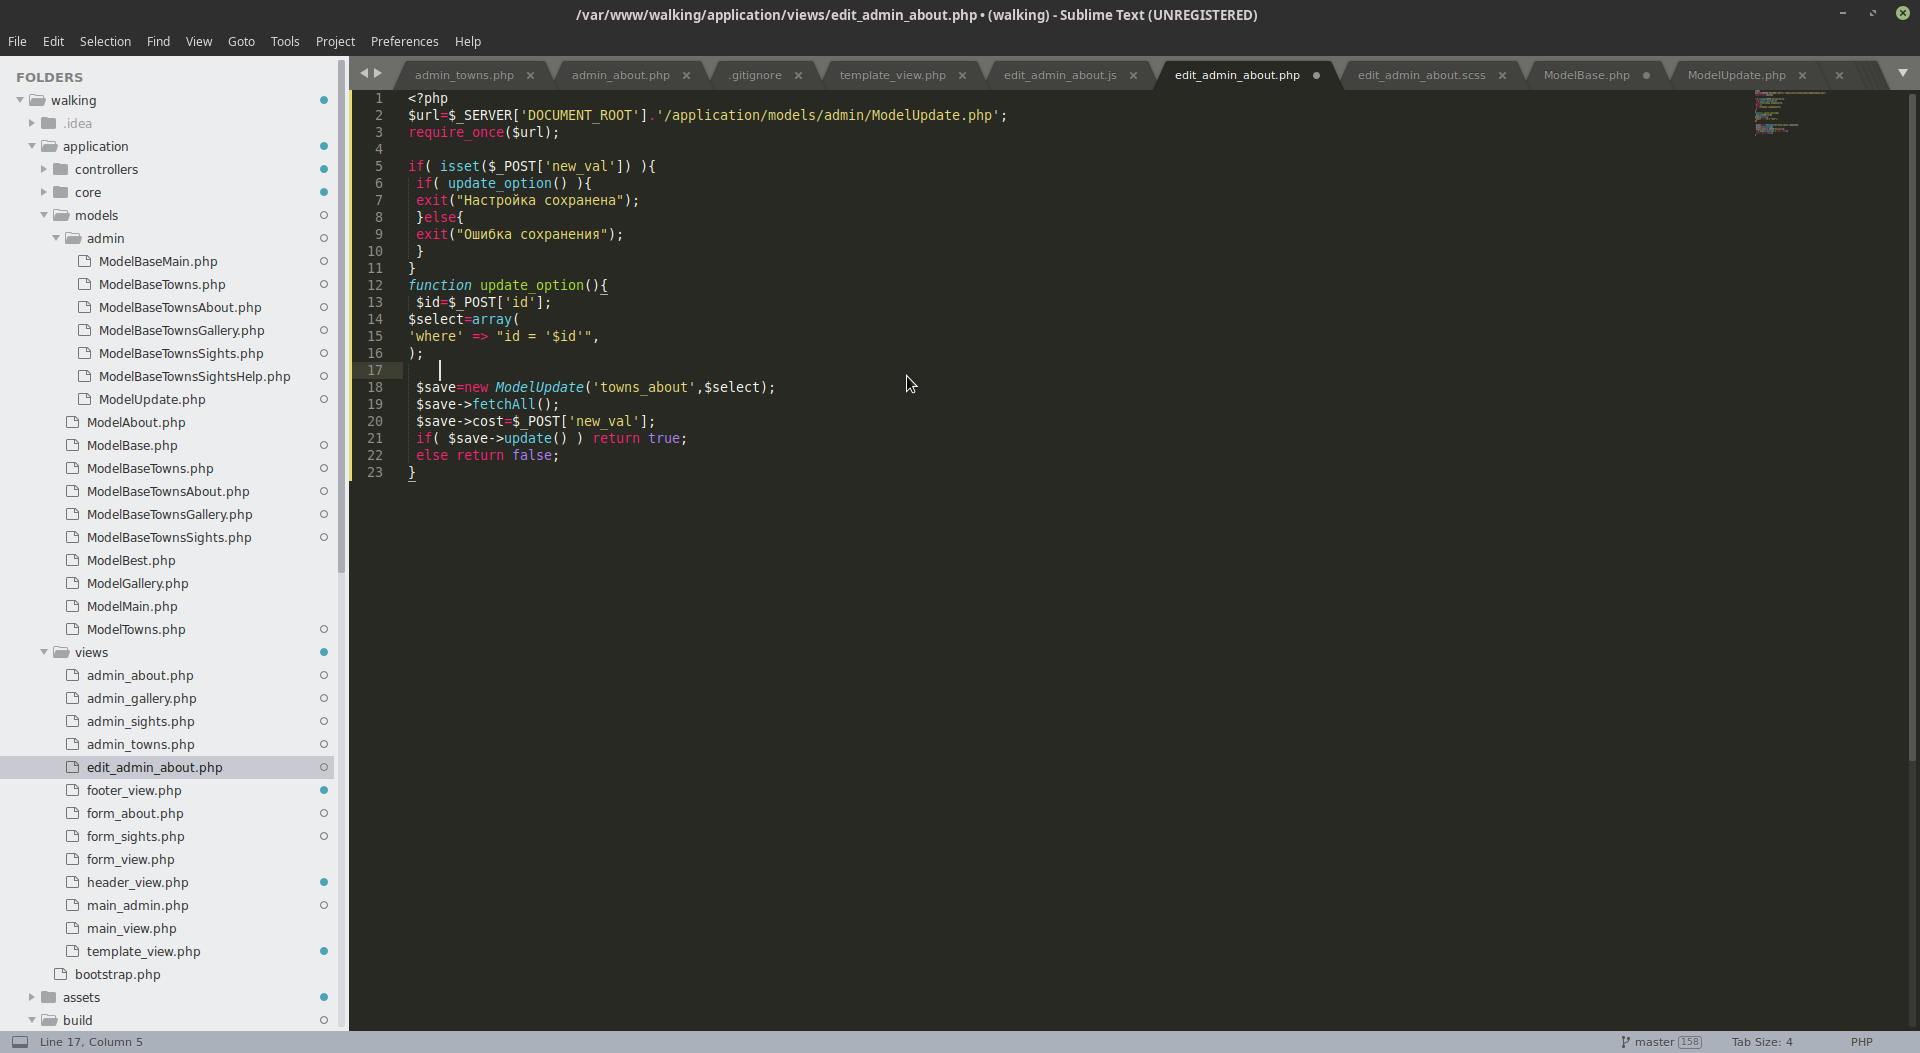 /var/www/walking/application/views/edit_admin_about.php • (walking) - Sublime Text (UNREGISTERED)
File Edit Selection Find View Goto Tools Project Preferences Help
FOLDERS
walking
.idea
application
controllers
core
models
admin
ModelBaseMain.php
ModelBaseTowns.php
ModelBaseTownsAbout.php
ModelBaseTownsGallery.php
ModelBaseTownsSights.php
ModelBaseTownsSightsHelp.php
ModelUpdate.php
ModelAbout.php
ModelBase.php
ModelBaseTowns.php
ModelBaseTownsAbout.php
ModelBaseTownsGallery.php
ModelBaseTownsSights.php
ModelBest.php
ModelGallery.php
ModelMain.php
ModelTowns.php
views
admin_about.php
admin_gallery.php
admin_sights.php
admin_towns.php
edit_admin_about.php
footer_view.php
form_about.php
form_sights.php
form_view.php
header_view.php
main_admin.php
main_view.php
template_view.php
bootstrap.php
assets
build
admin_towns.php admin_about.php .gitignore template_view.php edit_admin_about.js edit_admin_about.php edit_admin_about.scss ModelBase.php ModelUpdate.php
1 <?php
2 $url=$_SERVER['DOCUMENT_ROOT'].'/application/models/admin/ModelUpdate.php';
3 require_once($url);
4
5 if( isset($_POST['new_val']) ){
6 if( update_option() ){
7 exit("Настройка сохранена");
8 }else{
9 exit("Ошибка сохранения");
10 }
11 }
12 function update_option(){
13 $id=$_POST['id'];
14 $select=array(
15 'where' => "id = '$id'",
16 );
17
18 $save=new ModelUpdate('towns_about',$select);
19 $save->fetchAll();
20 $save->cost=$_POST['new_val'];
21 if( $save->update() ) return true;
22 else return false;
23 }
Line 17, Column 5 master 158 Tab Size: 4 PHP